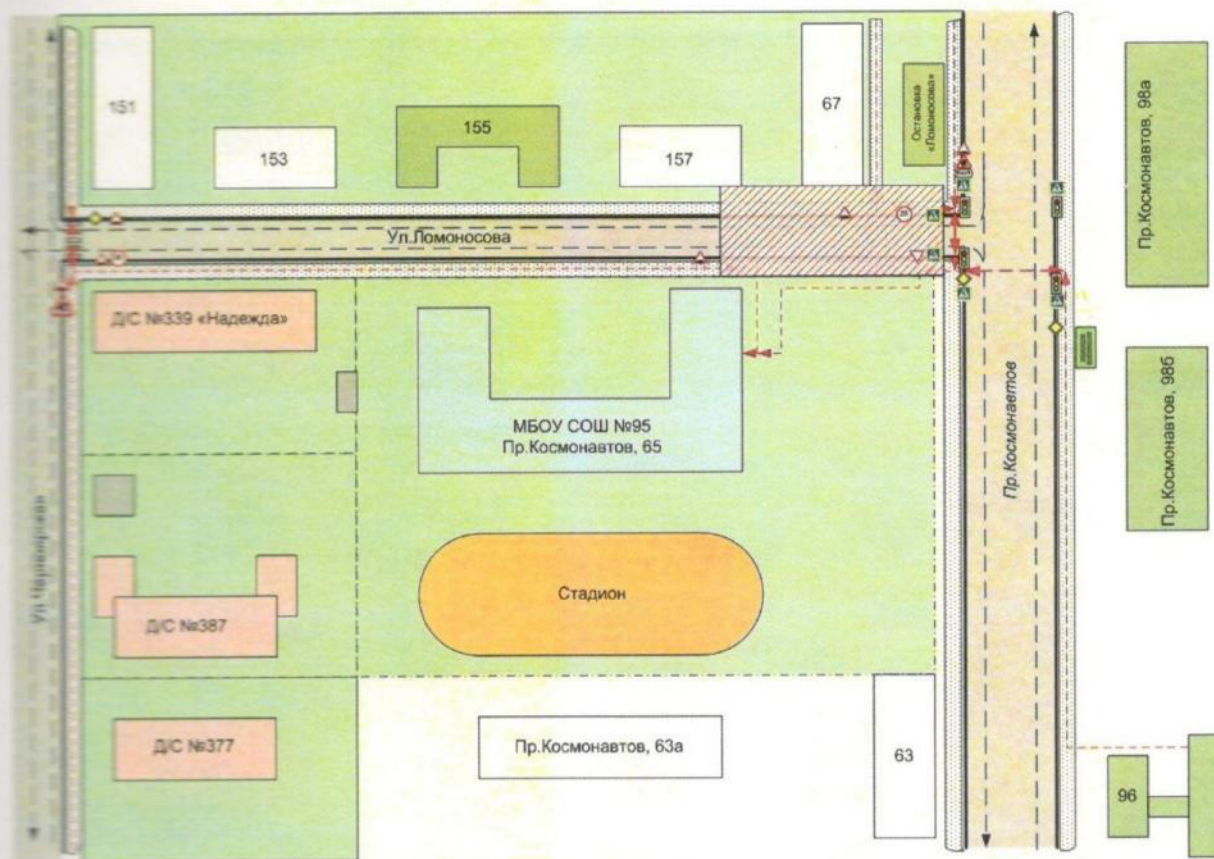 151
153
155
157
67
Остановка
«Ломоносова»
Пр.Космонавтов, 98а
Ул.Ломоносова
Д/С №339 «Надежда»
МБОУ СОШ №95
Пр.Космонавтов, 65
Пр.Космонавтов
Пр.Космонавтов, 98б
Стадион
Д/С №387
Д/С №377
Пр.Космонавтов, 63а
63
96